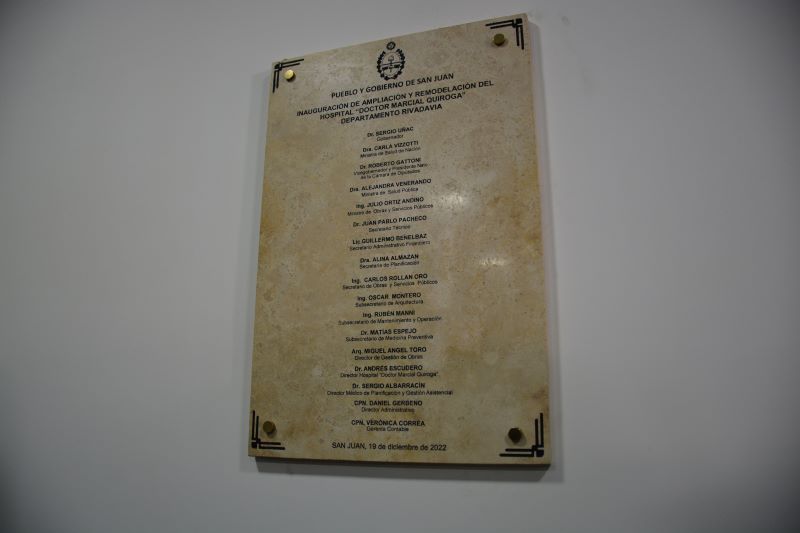 PUEBLO Y GOBIERNO DE SAN JUAN
INAUGURACIÓN DE AMPLIACIÓN Y REMODELACIÓN DEL
HOSPITAL "DOCTOR MARCIAL QUIROGA"
DEPARTAMENTO RIVADAVIA
Dr. SERGIO UÑAC
Gobernador
Dra. CARLA VIZZOTTI
Ministra de Salud de Nación
Dr. ROBERTO GATTONI
Vicegobernador y Presidente Nato
de la Cámara de Diputados
Dra. ALEJANDRA VENERANDO
Ministra de Salud Pública
Ing. JULIO ORTIZ ANDINO
Ministro de Obras y Servicios Públicos
Dr. JUAN PABLO PACHECO
Secretario Técnico
Lic GUILLERMO BENELBAZ
Secretario Administrativo Financiero
Dra. ALINA ALMAZAN
Secretaria de Planificación
Ing. CARLOS ROLLAN ORO
Secretario de Obras y Servicios Públicos
Ing. OSCAR MONTERO
Subsecretario de Arquitectura
Ing. RUBÉN MANNI
Subsecretario de Mantenimiento y Operación
Dr. MATÍAS ESPEJO
Subsecretario de Medicina Preventiva
Arq. MIGUEL ANGEL TORO
Director de Gestión de Obras
Dr. ANDRÉS ESCUDERO
Director Hospital "Doctor Marcial Quiroga"
Dr. SERGIO ALBARRACÍN
Director Médico de Planificación y Gestión Asistencial
CPN. DANIEL GERBENO
Director Administrativo
CPN. VERÓNICA CORREA
Gerenta Contable
SAN JUAN, 19 de diciembre de 2022